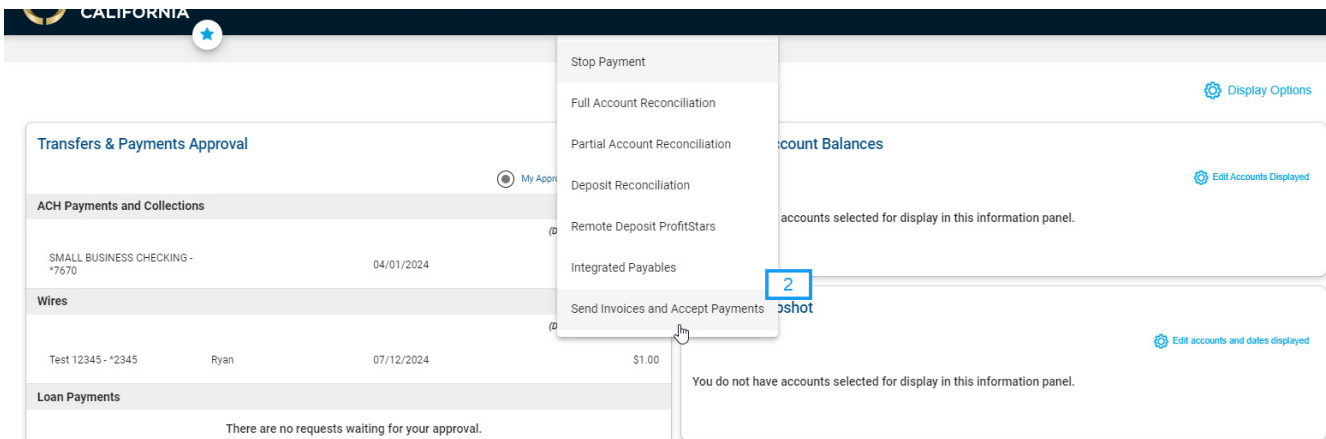 CALIFORNIA
Stop Payment
Full Account Reconciliation
Partial Account Reconciliation
Deposit Reconciliation
Remote Deposit ProfitStars
Integrated Payables
Send Invoices and Accept Payments
2
Display Options
Transfers & Payments Approval
My
ACH Payments and Collections
SMALL BUSINESS CHECKING -
*7670
04/01/2024
Wires
Test 12345 - *2345
Ryan
07/12/2024
$1.00
Loan Payments
There are no requests waiting for your approval.
Balances
Edit Accounts Displayed
accounts selected for display in this information panel.
Edit accounts and dates displayed
You do not have accounts selected for display in this information panel.